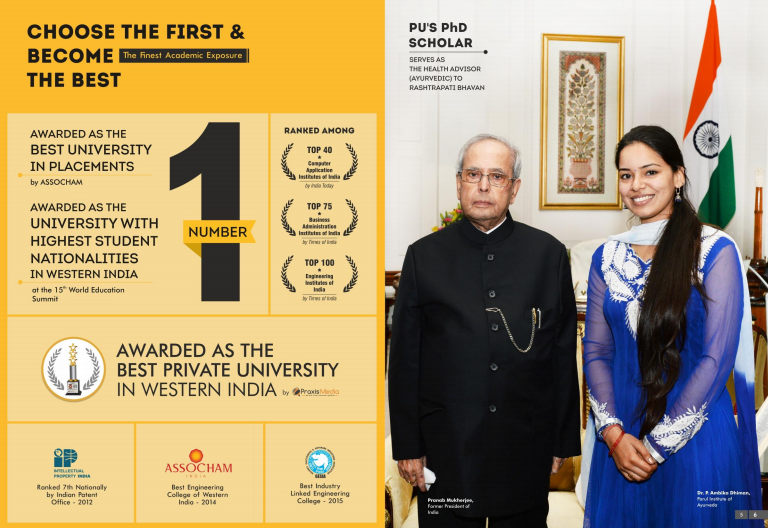 CHOOSE THE FIRST &
BECOME The Finest Academic Exposure
THE BEST
AWARDED AS THE
BEST UNIVERSITY
IN PLACEMENTS
by ASSOCHAM
AWARDED AS THE
UNIVERSITY WITH
HIGHEST STUDENT
NATIONALITIES
IN WESTERN INDIA
at the 15th World Education
Summit
1
NUMBER
RANKED AMONG
TOP 40
Computer
Application
Institutes of India
by India Today
TOP 75
Business
Administration
Institutes of India
by Times of India
TOP 100
Engineering
Institutes of
India
by Times of India
AWARDED AS THE
BEST PRIVATE UNIVERSITY
IN WESTERN INDIA by PraxisMedia
INTELLECTUAL
PROPERTY INDIA
Ranked 7th Nationally
by Indian Patent
Office - 2012
ASSOCHAM
INDIA
Best Engineering
College of Western
India - 2014
Best Industry
Linked Engineering
College - 2015
PU'S PhD
SCHOLAR
SERVES AS
THE HEALTH ADVISOR
(AYURVEDIC) TO
RASHTRAPATI BHAVAN
Pranab Mukherjee,
Former President of
India
Dr. P. Ambika Dhiman,
Parul Institute of
Ayurveda
5 6